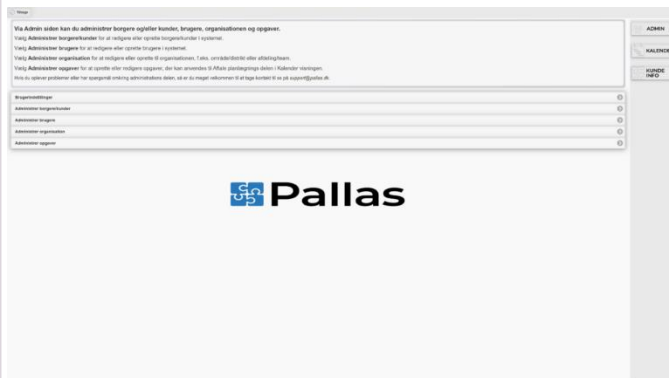 Tilbage
Via Admin siden kan du administrer borgere og/eller kunder, brugere, organisationen og opgaver.
Vælg Administrer borgere/kunder for at redigere eller oprette borgere/kunder i systemet.
Vælg Administrer brugere for at redigere eller oprette brugere i systemet.
Vælg Administrer organisation for at redigere eller oprette til organisationen, f.eks. område/distrikt eller afdeling/team.
Vælg Administrer opgaver for at oprette eller redigere opgaver, der kan anvendes til Aftale planlægnings delen i Kalender visningen.
Hvis du oplever problemer eller har spørgsmål omkring administrations delen, så er du meget velkommen til at tage kontakt til os på support@pallas.dk.
Brugerindstillinger
Administrer borgere/kunder
Administrer brugere
Administrer organisation
Administrer opgaver
Pallas
ADMIN
KALENDER
KUNDE
INFO